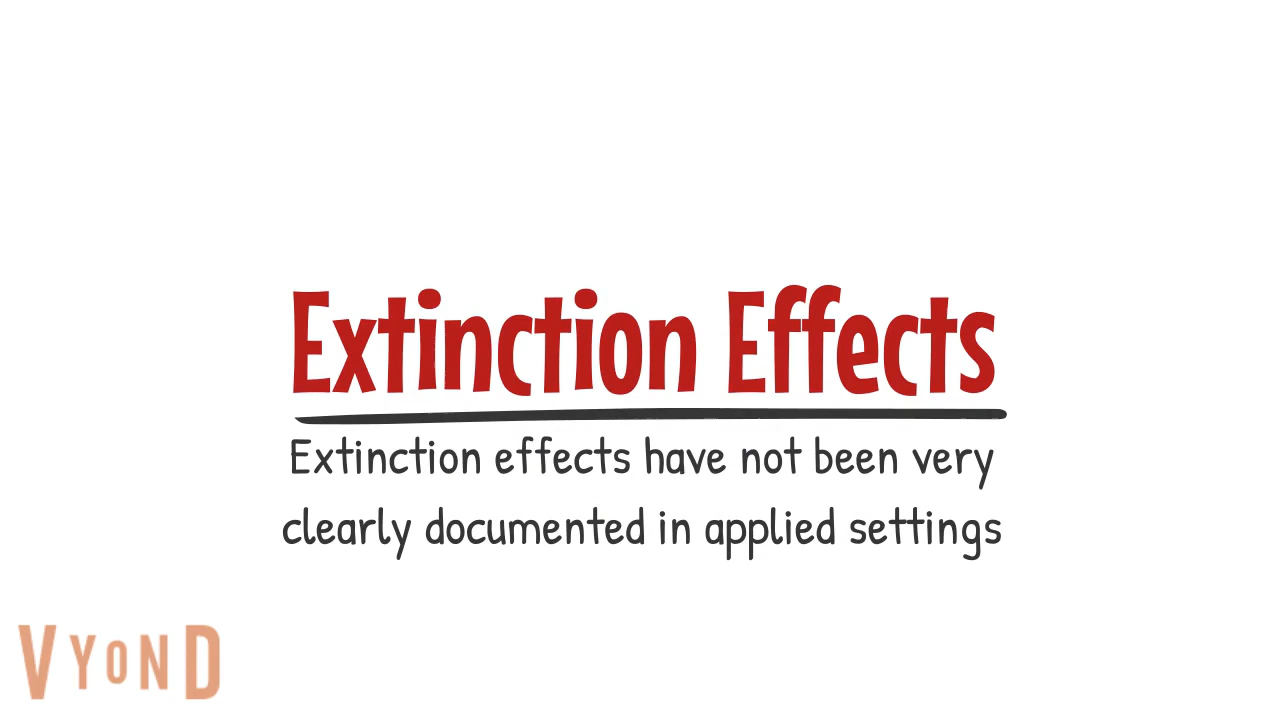 Extinction Effects
Extinction effects have not been very
clearly documented in applied settings
VYOND